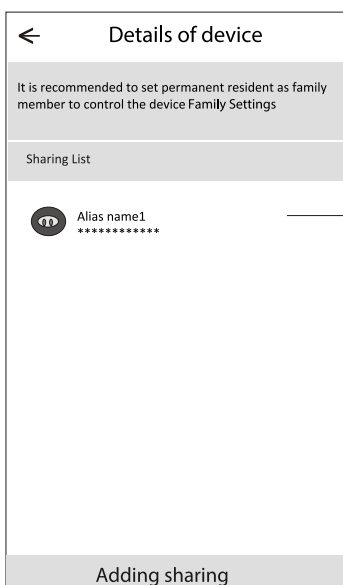 Details of device
It is recommended to set permanent resident as family
member to control the device Family Settings
Sharing List
Alias name1
************
Adding sharing